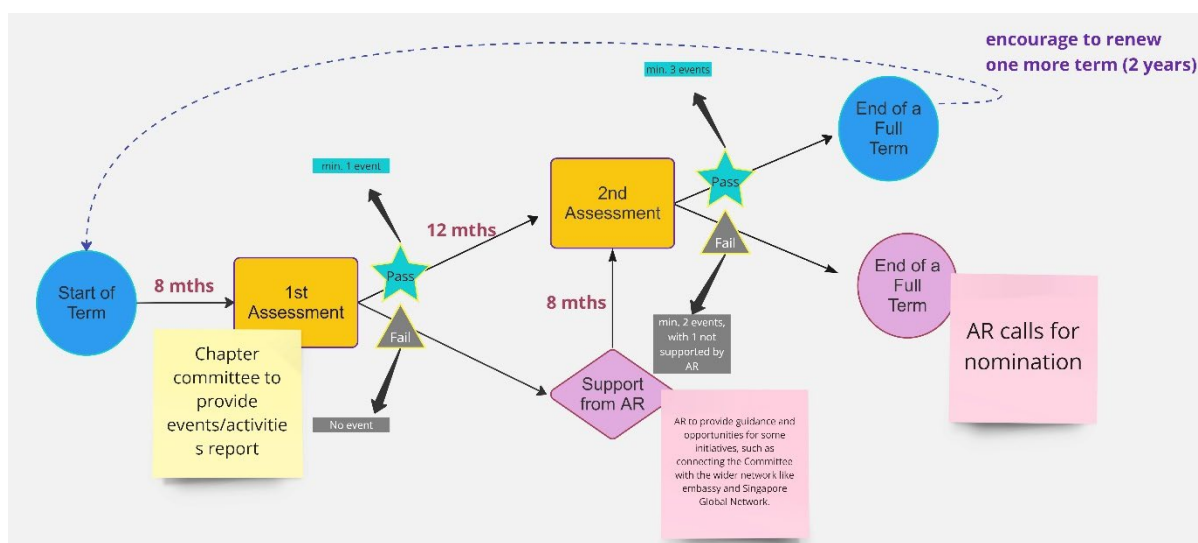 encourage to renew
one more term (2 years)
min. 3 events
End of a
Full
Term
min. 1 event
Pass
2nd
Assessment
12 mths
Fail
Start of
Term
8 mths
1st
Assessment
Pass
Fail
8 mths
End of a
Full
Term
min. 2 events,
with 1 not
supported by
AR
AR calls for
nomination
Chapter
committee to
provide
events/activitie
s report
No event
Support
from AR
AR to provide guidance and
opportunities for some
initiatives, such as
connecting the Committee
with the wider network like
embassy and Singapore
Global Network.